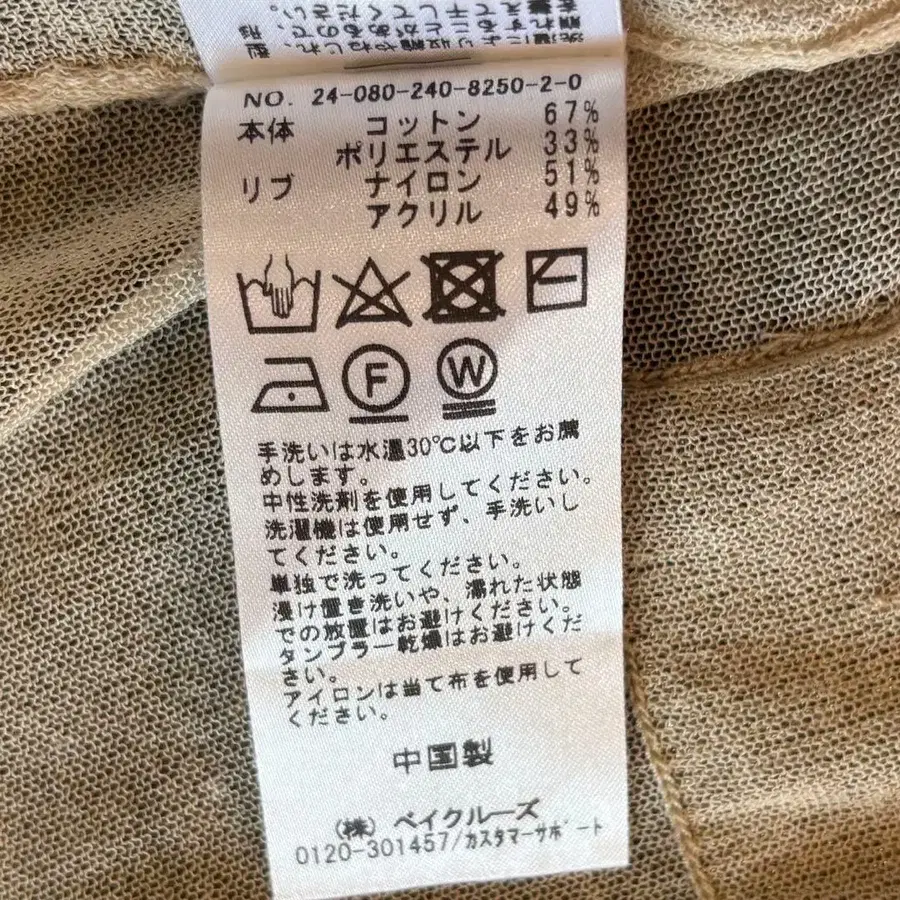 NO. 24-080-240-8250-2-0
本体 コットン 67%
ポリエステル 33%
リブ ナイロン 51%
アクリル 49%
F W
手洗いは水温30℃以下をお薦
めします。
中性洗剤を使用してください。
洗濯機は使用せず、手洗いし
てください。
単独で洗ってください。
浸け置き洗いや、濡れた状態
での放置はお避けください。
タンブラー乾燥はお避けくだ
さい。
アイロンは当て布を使用して
ください。
中国製
(株) ベイクルーズ
0120-301457/カスタマーサポート